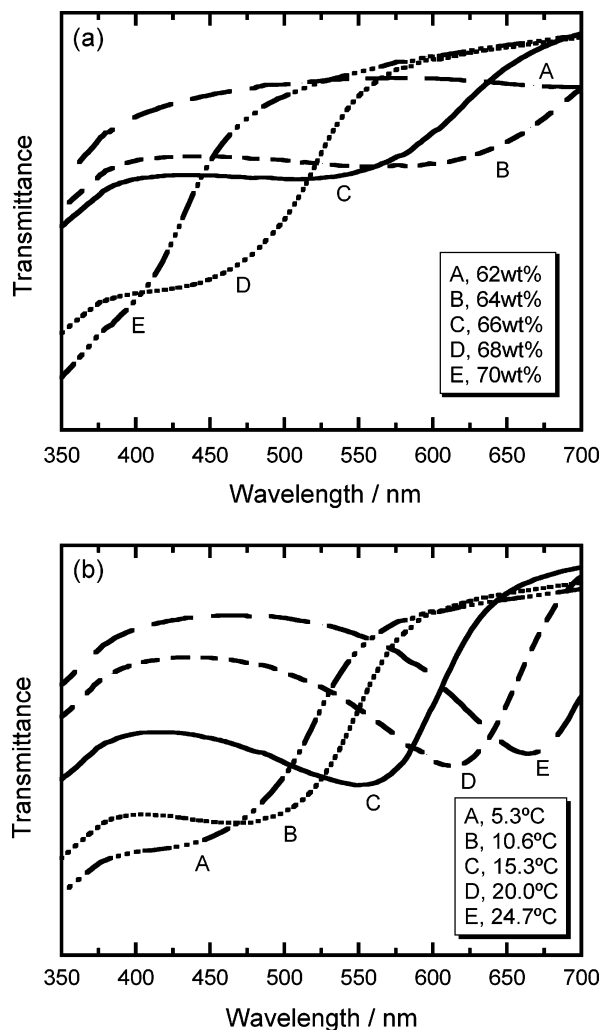 (a)
Transmittance
A
B
C
D
E
A, 62wt%
B, 64wt%
C, 66wt%
D, 68wt%
E, 70wt%
350 400 450 500 550 600 650 700
Wavelength / nm
(b)
Transmittance
A
B
C
D
E
A, 5.3ºC
B, 10.6ºC
C, 15.3ºC
D, 20.0ºC
E, 24.7ºC
350 400 450 500 550 600 650 700
Wavelength / nm